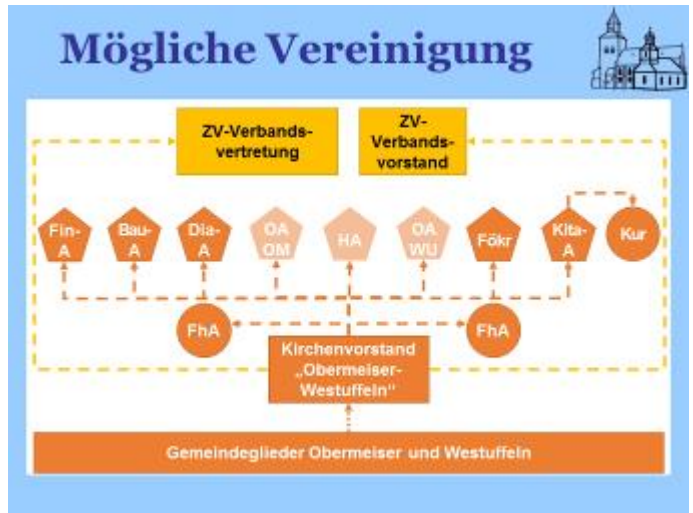 Mögliche Vereinigung
ZV-Verbands-
vertretung
ZV-
Verbands-
vorstand
Fin-
A
Bau-
A
Dia-
A
OA
OM
HA
OA
WU
Fökr
Kita-
A
Kur
FhA
FhA
Kirchenvorstand
„Obermeiser-
Westuffeln“
Gemeindeglieder Obermeiser und Westuffeln